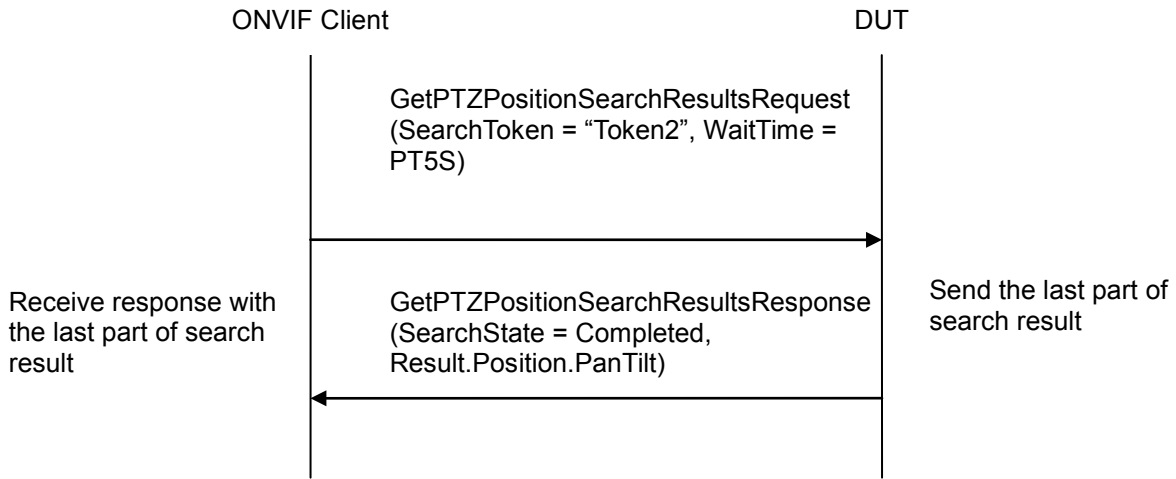 ONVIF Client
DUT
GetPTZPositionSearchResultsRequest
(SearchToken = “Token2”, WaitTime =
PT5S)
Receive response with
the last part of search
result
GetPTZPositionSearchResultsResponse
(SearchState = Completed,
Result.Position.PanTilt)
Send the last part of
search result